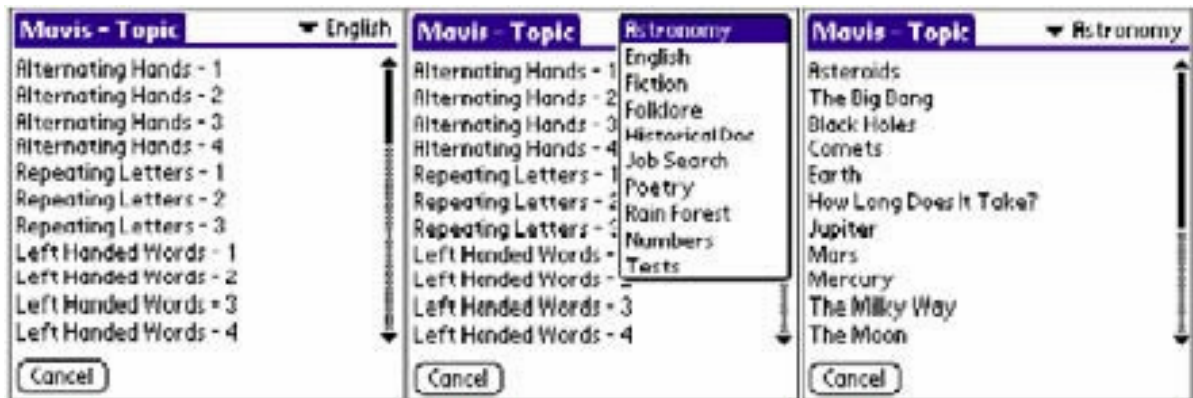 Mavis - Topic
English
Alternating Hands - 1
Alternating Hands - 2
Alternating Hands - 3
Alternating Hands - 4
Repeating Letters - 1
Repeating Letters - 2
Repeating Letters - 3
Left Handed Words - 1
Left Handed Words - 2
Left Handed Words - 3
Left Handed Words - 4
Cancel
Mavis - Topic
Alternating Hands - 1
Alternating Hands - 2
Alternating Hands - 3
Alternating Hands - 4
Repeating Letters - 1
Repeating Letters - 2
Repeating Letters - 3
Left Handed Words -
Left Handed Words -
Left Handed Words - 3
Left Handed Words - 4
Cancel
Astronomy
English
Fiction
Folklore
Historical Doc
Job Search
Poetry
Rain Forest
Numbers
Tests
Mavis - Topic
Astronomy
Asteroids
The Big Bang
Black Holes
Comets
Earth
How Long Does It Take?
Jupiter
Mars
Mercury
The Milky Way
The Moon
Cancel